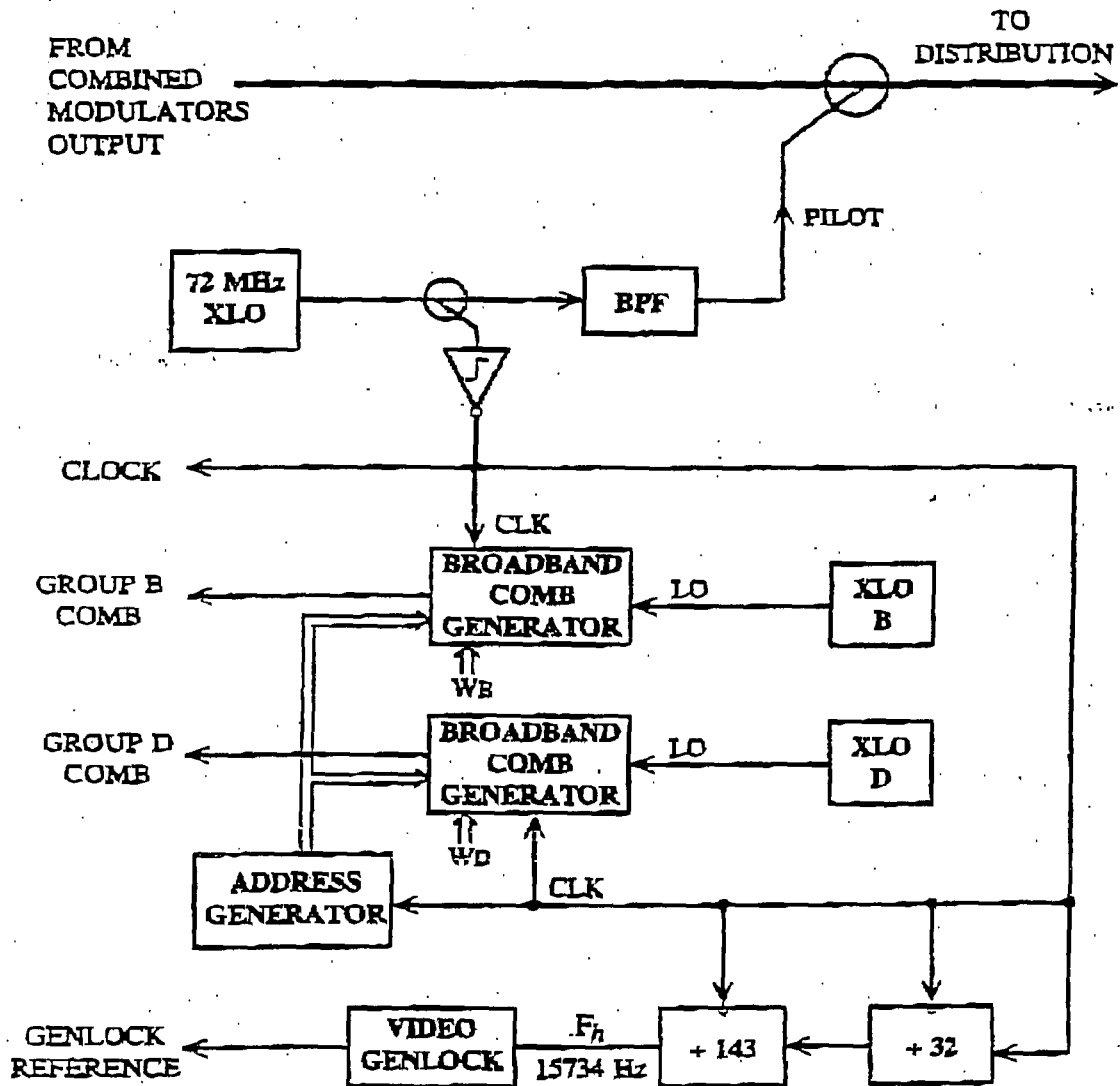 FROM
COMBINED
MODULATORS
OUTPUT
TO
DISTRIBUTION
PILOT
72 MHz
XLO
BPF
CLOCK
CLK
GROUP B
COMB
BROADBAND
COMB
GENERATOR
LO
XLO
B
WB
GROUP D
COMB
BROADBAND
COMB
GENERATOR
LO
XLO
D
WD
ADDRESS
GENERATOR
CLK
GENLOCK
REFERENCE
VIDEO
GENLOCK
Fh
15734 Hz
÷ 143
÷ 32